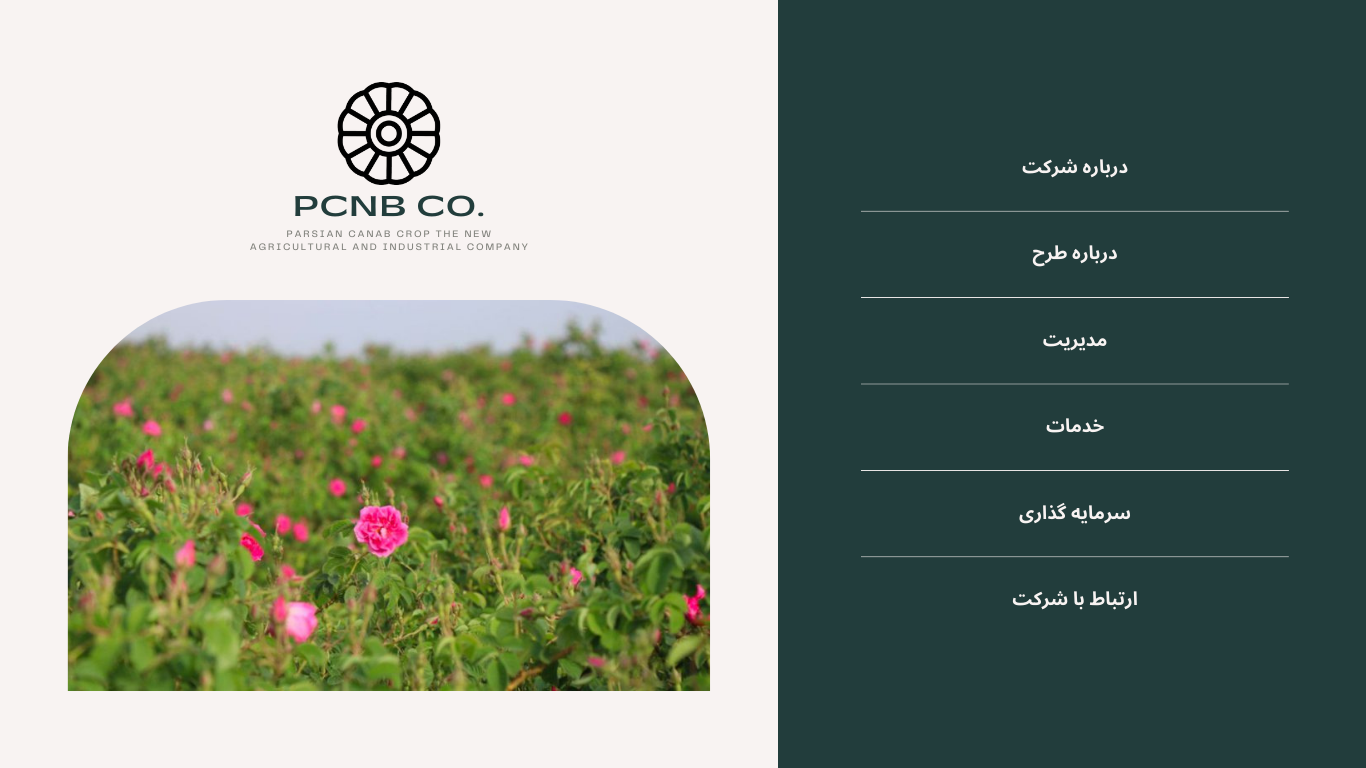 PCNB CO.
PARSIAN CANAB CROP THE NEW
AGRICULTURAL AND INDUSTRIAL COMPANY
درباره شرکت
درباره طرح
مدیریت
خدمات
سرمایه گذاری
ارتباط با شرکت